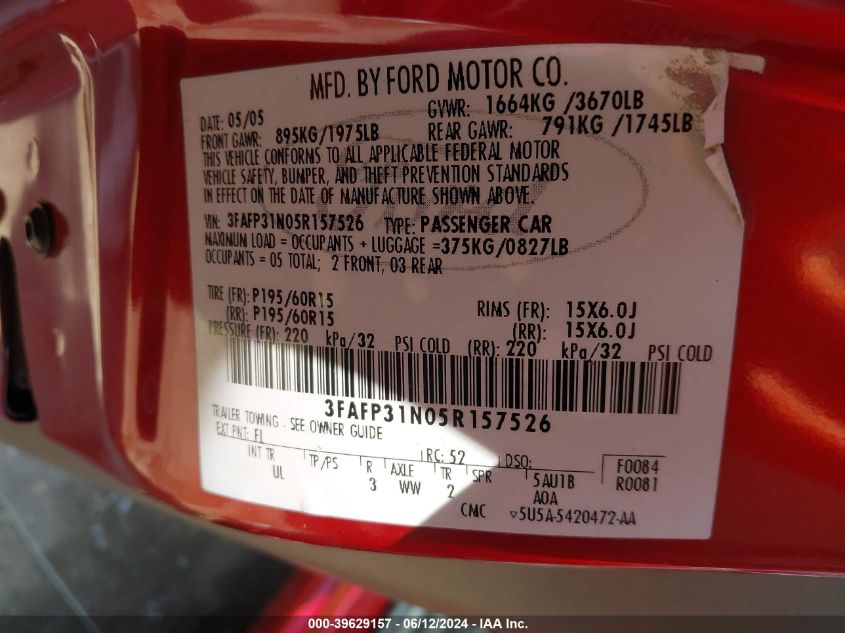 MFD. BY FORD MOTOR CO.
DATE: 05/05 GVWR: 1664KG /3670LB
FRONT GAWR: 895KG/1975LB REAR GAWR: 791KG /1745LB
THIS VEHICLE CONFORMS TO ALL APPLICABLE FEDERAL MOTOR
VEHICLE SAFETY, BUMPER, AND THEFT PREVENTION STANDARDS
IN EFFECT ON THE DATE OF MANUFACTURE SHOWN ABOVE.
VIN: 3FAFP31N05R157526 TYPE: PASSENGER CAR
MAXIMUM LOAD = OCCUPANTS + LUGGAGE =375KG/0827LB
OCCUPANTS = 05 TOTAL; 2 FRONT, 03 REAR
TIRE (FR): P195/60R15 RIMS (FR): 15X6.0J
(RR): P195/60R15 (RR): 15X6.0J
PRESSURE (FR): 220 kPa/32 PSI COLD (RR): 220 kPa/32 PSI COLD
3FAFP31N05R157526
TRAILER TOWING - SEE OWNER GUIDE
EXT PNT: FL RC: 52 DSO: F0084
INT TR TP/PS R AXLE TR SPR 5AU1B R0081
UL 3 WW 2 A0A
CMC ▿5U5A-5420472-AA
000-39629157 - 06/12/2024 - IAA Inc.